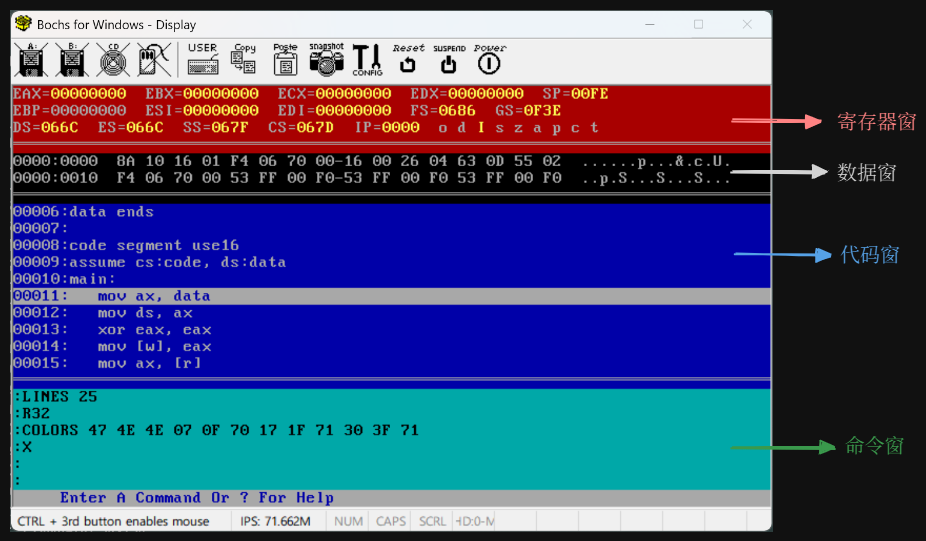 Bochs for Windows - Display
A: B: CD USER Copy Paste snapshot CONFIG Reset SUSPEND Power
EAX=00000000 EBX=00000000 ECX=00000000 EDX=00000000 SP=00FE
EBP=00000000 ESI=00000000 EDI=00000000 FS=06B6 GS=0F3E
DS=066C ES=066C SS=067F CS=067D IP=0000 o d I s z a p c t
寄存器窗
0000:0000 8A 10 16 01 F4 06 70 00-16 00 26 04 63 0D 55 02 ......p...&.c.U.
0000:0010 F4 06 70 00 53 FF 00 F0-53 FF 00 F0 53 FF 00 F0 ..p.S...S...S...
数据窗
00006:data ends
00007:
00008:code segment use16
00009:assume cs:code, ds:data
00010:main:
00011: mov ax, data
00012: mov ds, ax
00013: xor eax, eax
00014: mov [w], eax
00015: mov ax, [r]
代码窗
:LINES 25
:R32
:COLORS 47 4E 4E 07 0F 70 17 1F 71 30 3F 71
:X
:
:
命令窗
Enter A Command Or ? For Help
CTRL + 3rd button enables mouse IPS: 71.662M NUM CAPS SCRL HD:0-M